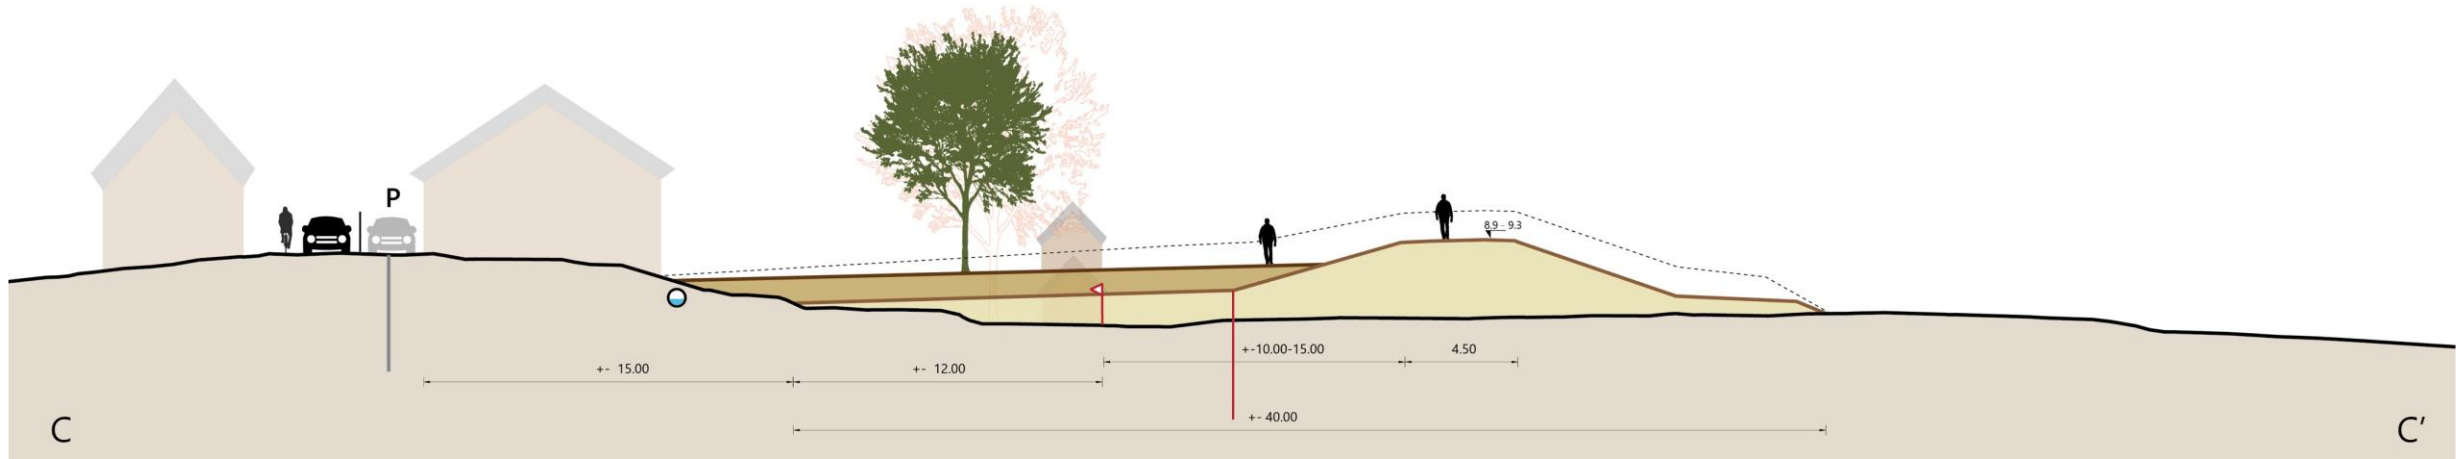 P
8.9 - 9.3
+-10.00-15.00
4.50
+- 15.00
+- 12.00
+- 40.00
C
C’